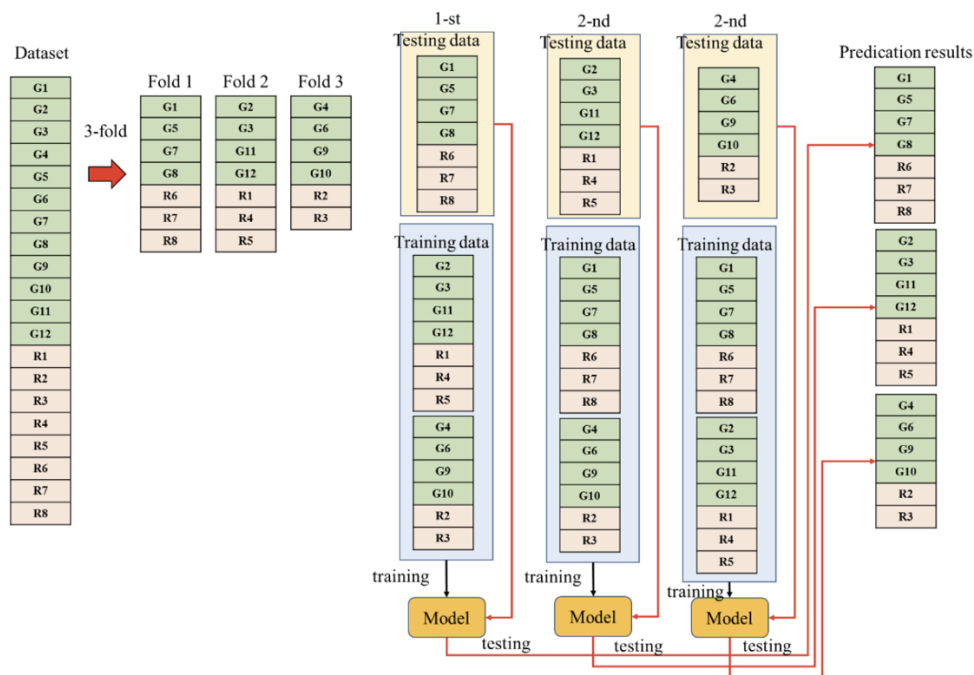 Dataset
G1
G2
G3
G4
G5
G6
G7
G8
G9
G10
G11
G12
R1
R2
R3
R4
R5
R6
R7
R8
3-fold
Fold 1
G1
G5
G7
G8
R6
R7
R8
Fold 2
G2
G3
G11
G12
R1
R4
R5
Fold 3
G4
G6
G9
G10
R2
R3
1-st
Testing data
G1
G5
G7
G8
R6
R7
R8
Training data
G2
G3
G11
G12
R1
R4
R5
G4
G6
G9
G10
R2
R3
training
Model
testing
2-nd
Testing data
G2
G3
G11
G12
R1
R4
R5
Training data
G1
G5
G7
G8
R6
R7
R8
G4
G6
G9
G10
R2
R3
training
Model
testing
2-nd
Testing data
G4
G6
G9
G10
R2
R3
Training data
G1
G5
G7
G8
R6
R7
R8
G2
G3
G11
G12
R1
R4
R5
training
Model
testing
Predication results
G1
G5
G7
G8
R6
R7
R8
G2
G3
G11
G12
R1
R4
R5
G4
G6
G9
G10
R2
R3